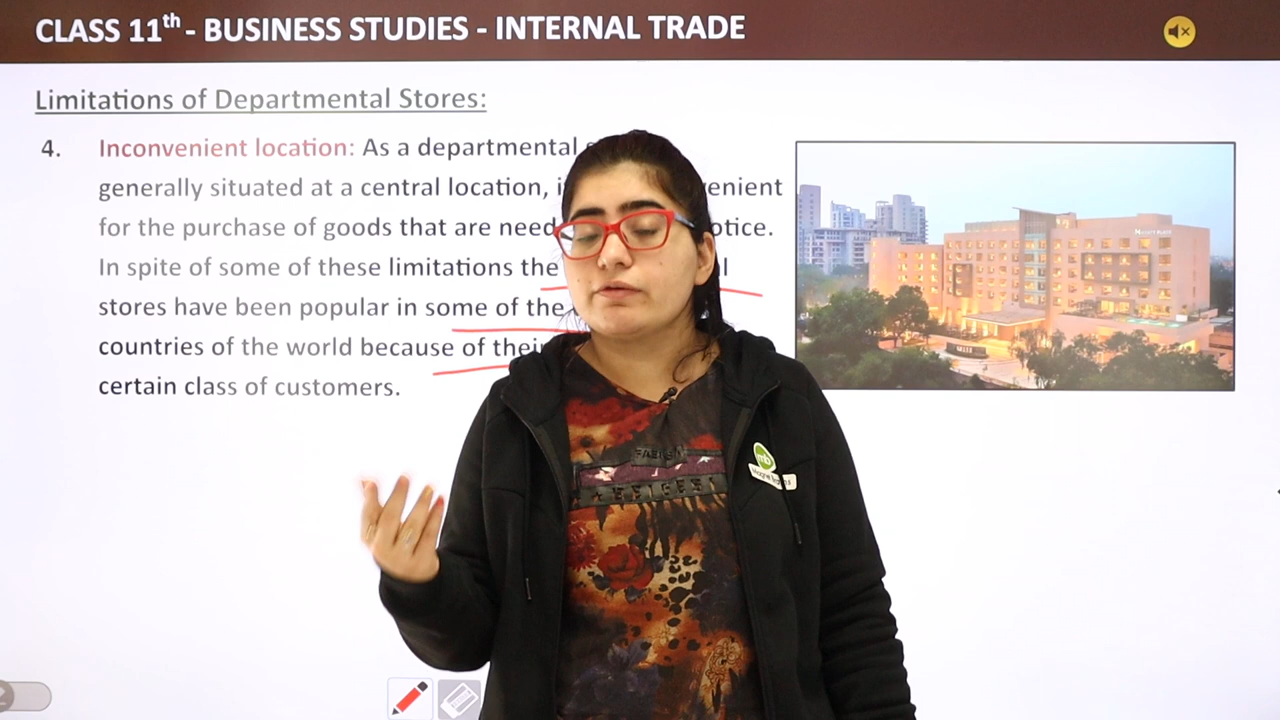 CLASS 11th - BUSINESS STUDIES - INTERNAL TRADE
Limitations of Departmental Stores:
4. Inconvenient location: As a departmental
generally situated at a central location,
for the purchase of goods that are
In spite of some of these limitations the
stores have been popular in some of the
countries of the world because of their
certain class of customers.
mb